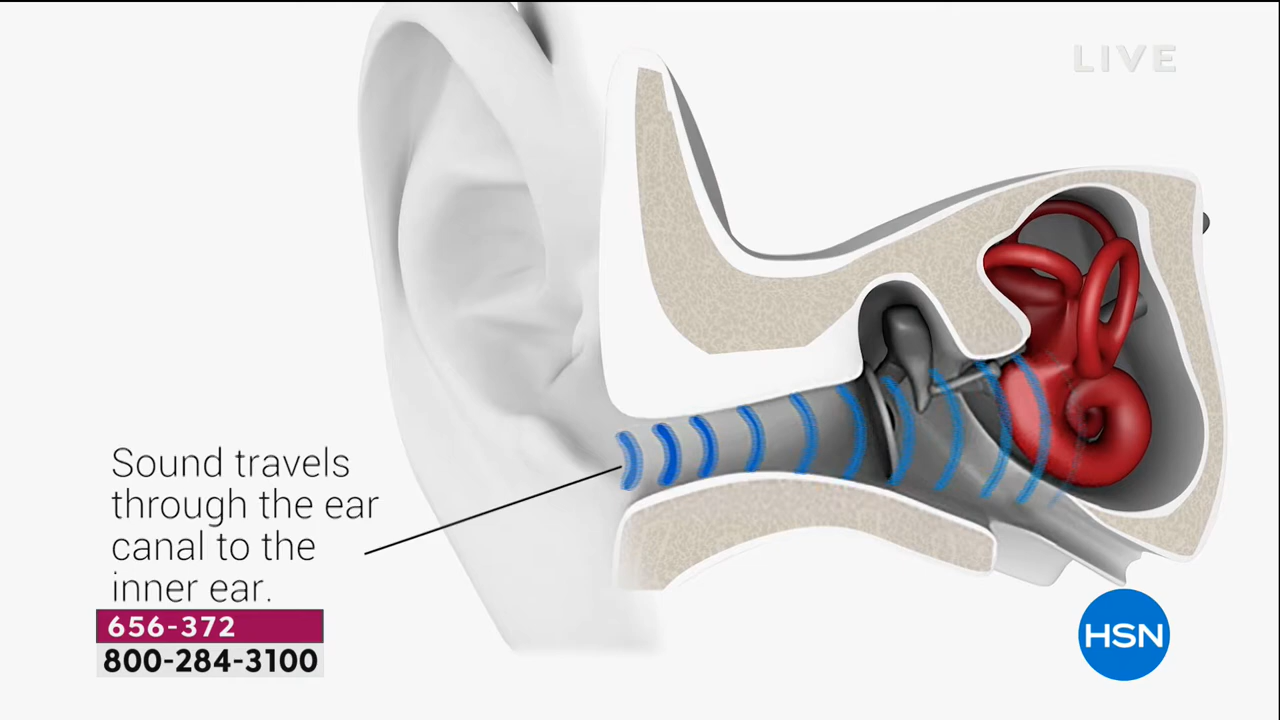 LIVE
Sound travels
through the ear
canal to the
inner ear.
656-372
800-284-3100
HSN